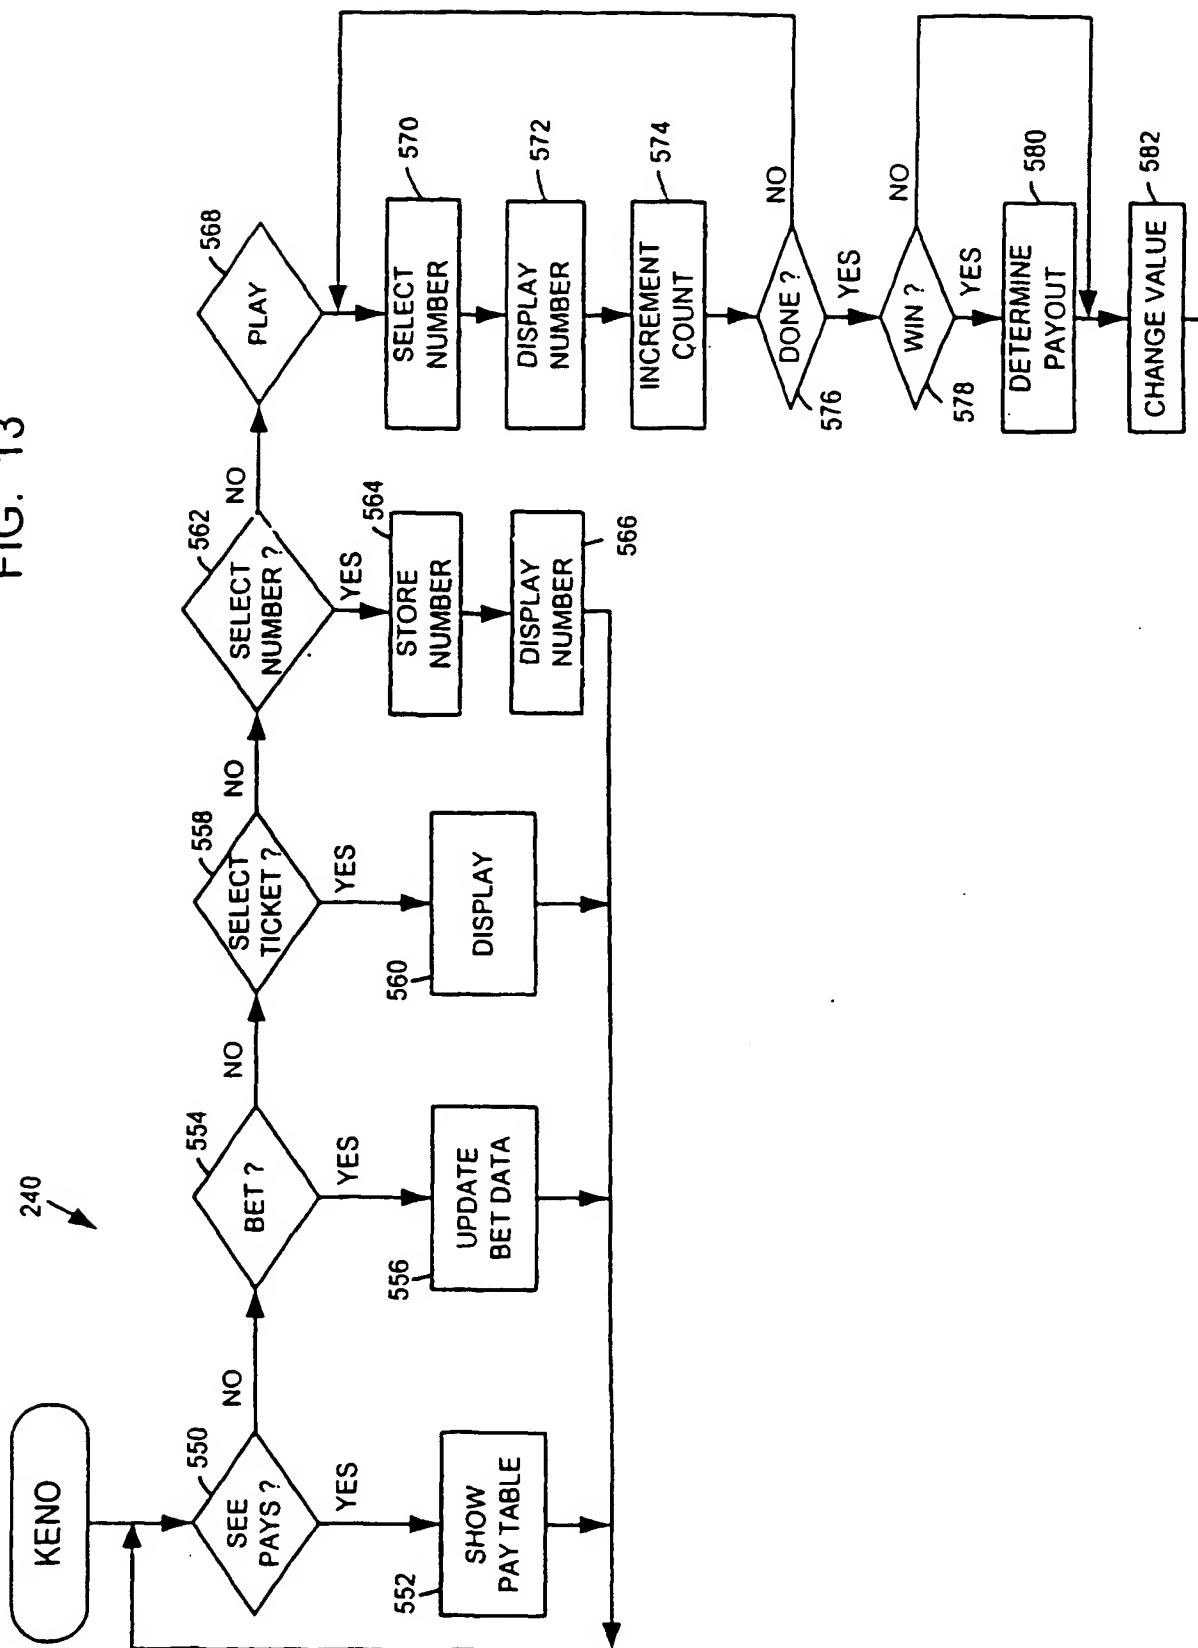 FIG. 13
240
KENO
550
SEE
PAYS ?
NO
YES
552
SHOW
PAY TABLE
554
BET ?
NO
YES
556
UPDATE
BET DATA
558
SELECT
TICKET ?
NO
YES
560
DISPLAY
562
SELECT
NUMBER ?
NO
YES
564
STORE
NUMBER
566
DISPLAY
NUMBER
568
PLAY
570
SELECT
NUMBER
572
DISPLAY
NUMBER
574
INCREMENT
COUNT
576
DONE ?
NO
YES
578
WIN ?
NO
YES
580
DETERMINE
PAYOUT
582
CHANGE VALUE